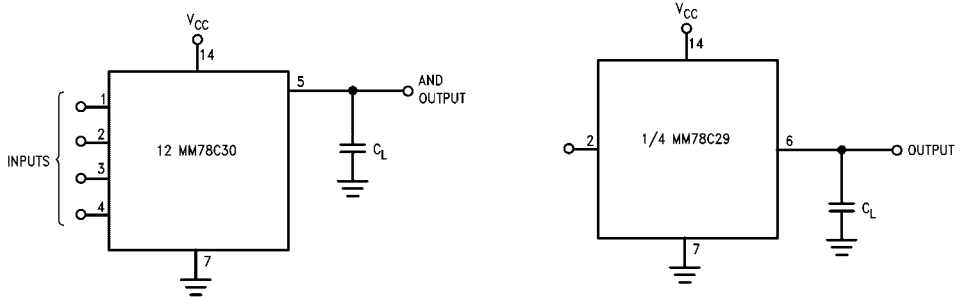 VCC
14
1
2
3
4
INPUTS
12 MM78C30
5
AND
OUTPUT
CL
7
VCC
14
2
1/4 MM78C29
6
OUTPUT
CL
7